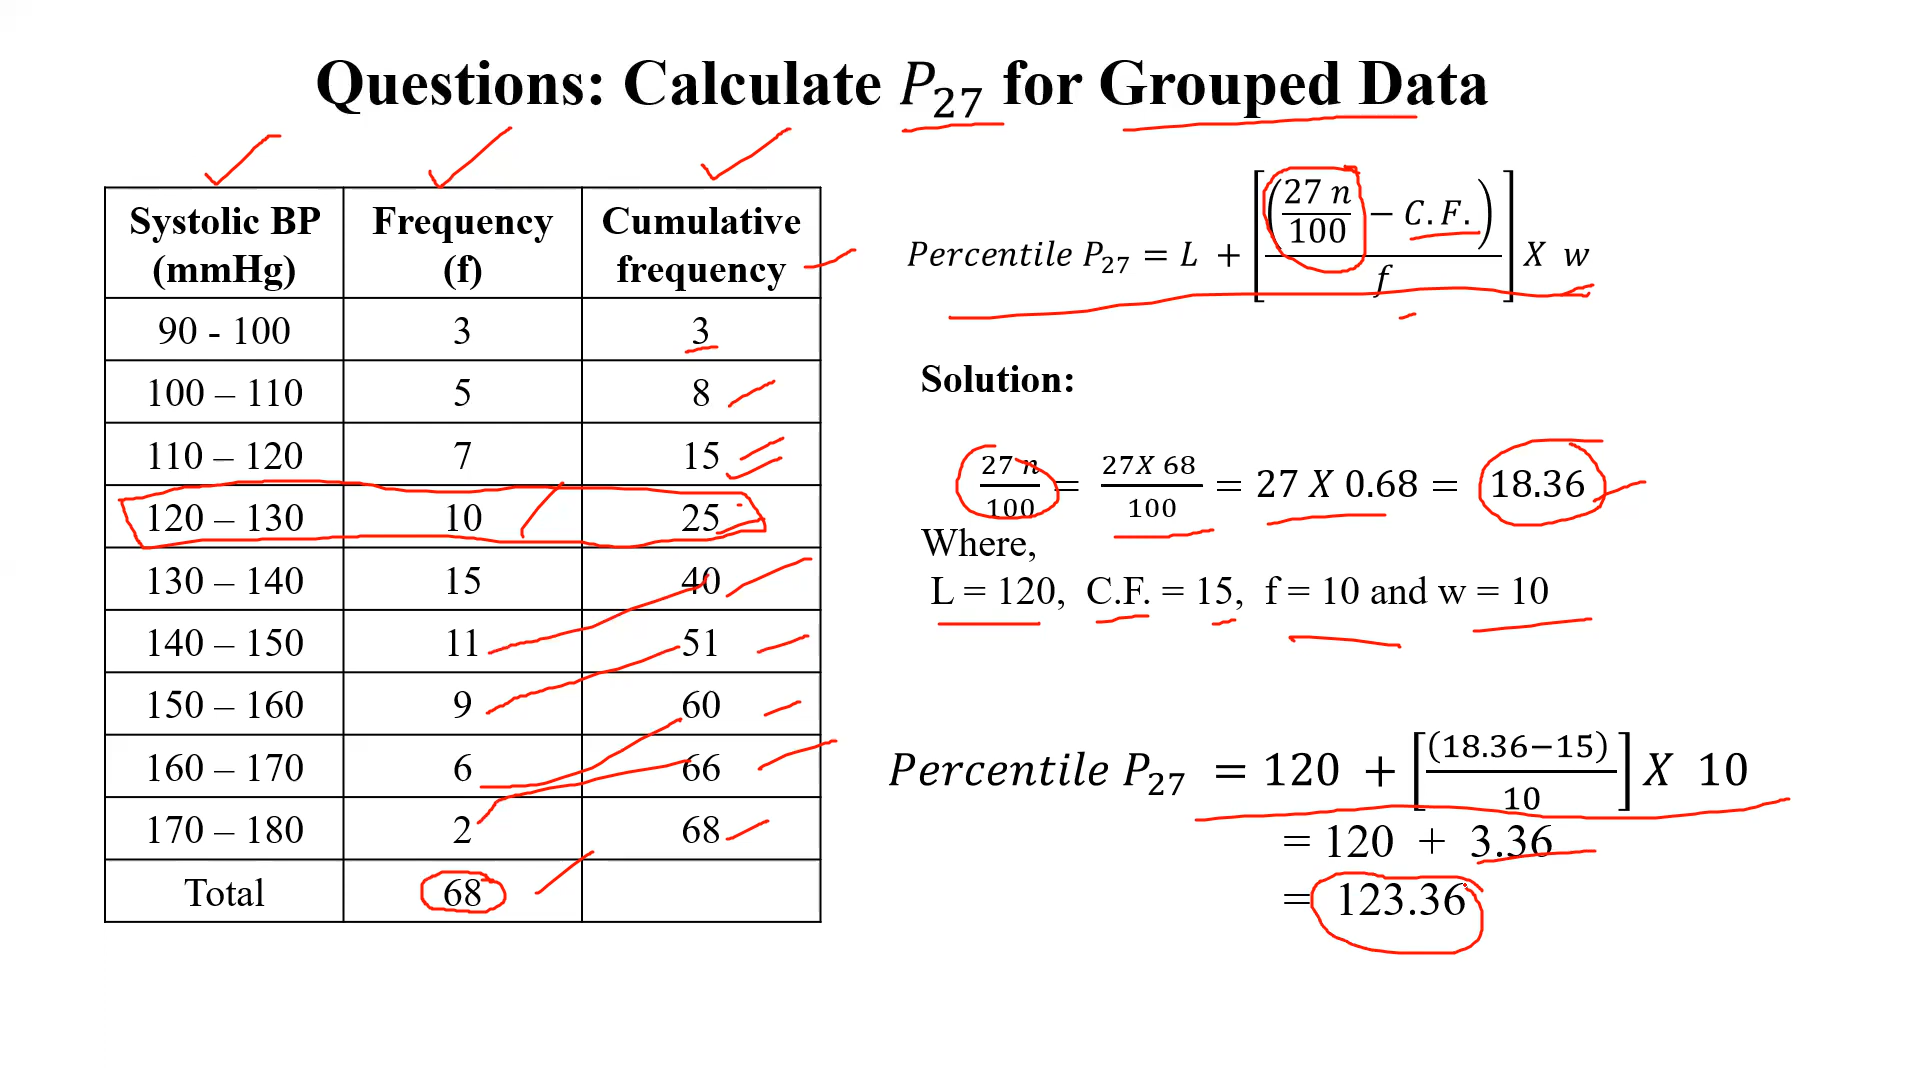 Questions: Calculate P₂₇ for Grouped Data
Systolic BP (mmHg) Frequency (f) Cumulative frequency
90 - 100 3 3
100 – 110 5 8
110 – 120 7 15
120 – 130 10 25
130 – 140 15 40
140 – 150 11 51
150 – 160 9 60
160 – 170 6 66
170 – 180 2 68
Total 68
Percentile P₂₇ = L + [(27 n/100 − C.F.)/f] X w
Solution:
27 n/100 = 27X 68/100 = 27 X 0.68 = 18.36
Where,
L = 120, C.F. = 15, f = 10 and w = 10
Percentile P₂₇ = 120 + [(18.36−15)/10] X 10
= 120 + 3.36
= 123.36